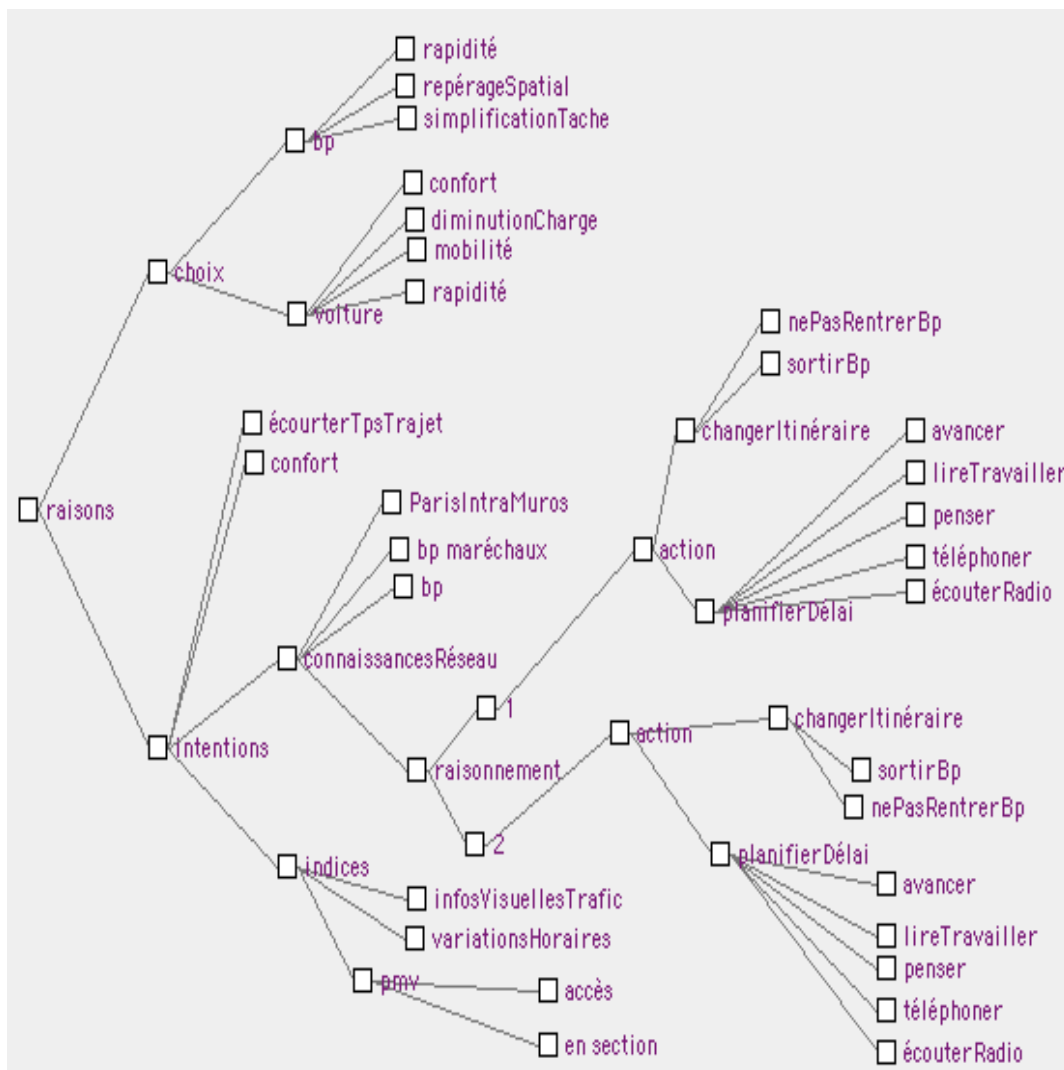 rapidité
repérageSpatial
simplificationTache
bp
confort
diminutionCharge
mobilité
rapidité
choix
voiture
nePasRentrerBp
sortirBp
changerItinéraire
écourterTpsTrajet
confort
raisons
avancer
lireTravailler
penser
téléphoner
écouterRadio
ParisIntraMuros
bp maréchaux
bp
action
planifierDélai
connaissancesRéseau
1
changerItinéraire
action
Intentions
raisonnement
sortirBp
nePasRentrerBp
2
planifierDélai
indices
avancer
infosVisuellesTrafic
lireTravailler
variationsHoraires
penser
pmv
accès
téléphoner
en section
écouterRadio